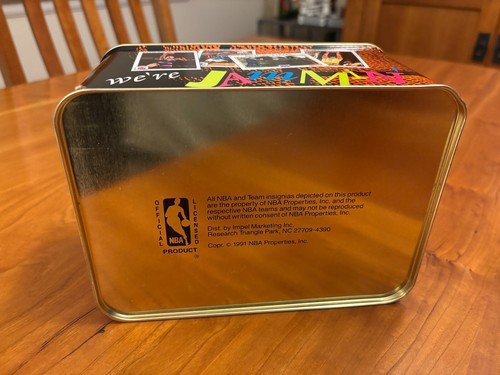 we're Jammin
OFFICIAL
LICENSED
NBA
PRODUCT
All NBA and Team insignias depicted on this product
are the property of NBA Properties, Inc. and the
respective NBA teams and may not be reproduced
without written consent of NBA Properties, Inc.
Dist. by Impel Marketing Inc.
Research Triangle Park, NC 27709-4390
Copr. © 1991 NBA Properties, Inc.